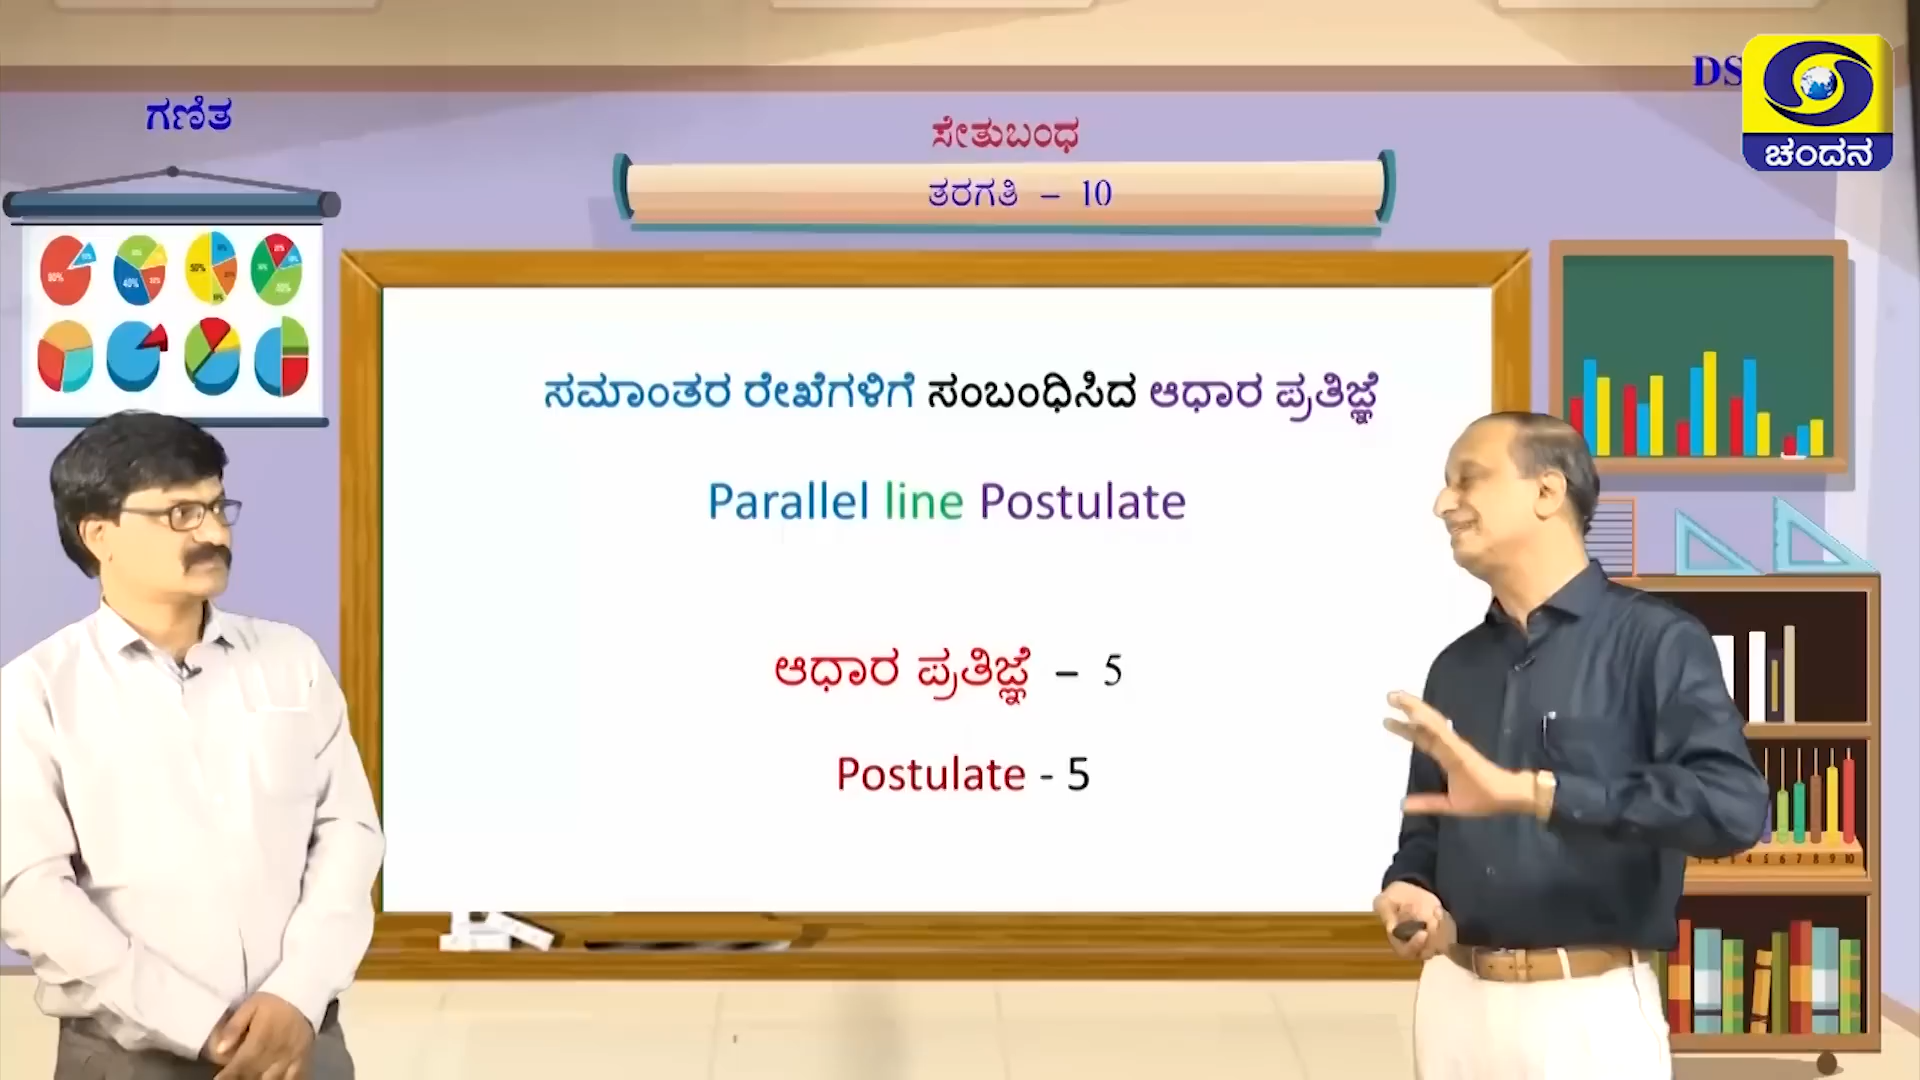 ಗಣಿತ
DS
ಚಂದನ
ಸೇತುಬಂಧ
ತರಗತಿ – 10
ಸಮಾಂತರ ರೇಖೆಗಳಿಗೆ ಸಂಬಂಧಿಸಿದ ಆಧಾರ ಪ್ರತಿಜ್ಞೆ
Parallel line Postulate
ಆಧಾರ ಪ್ರತಿಜ್ಞೆ – 5
Postulate - 5